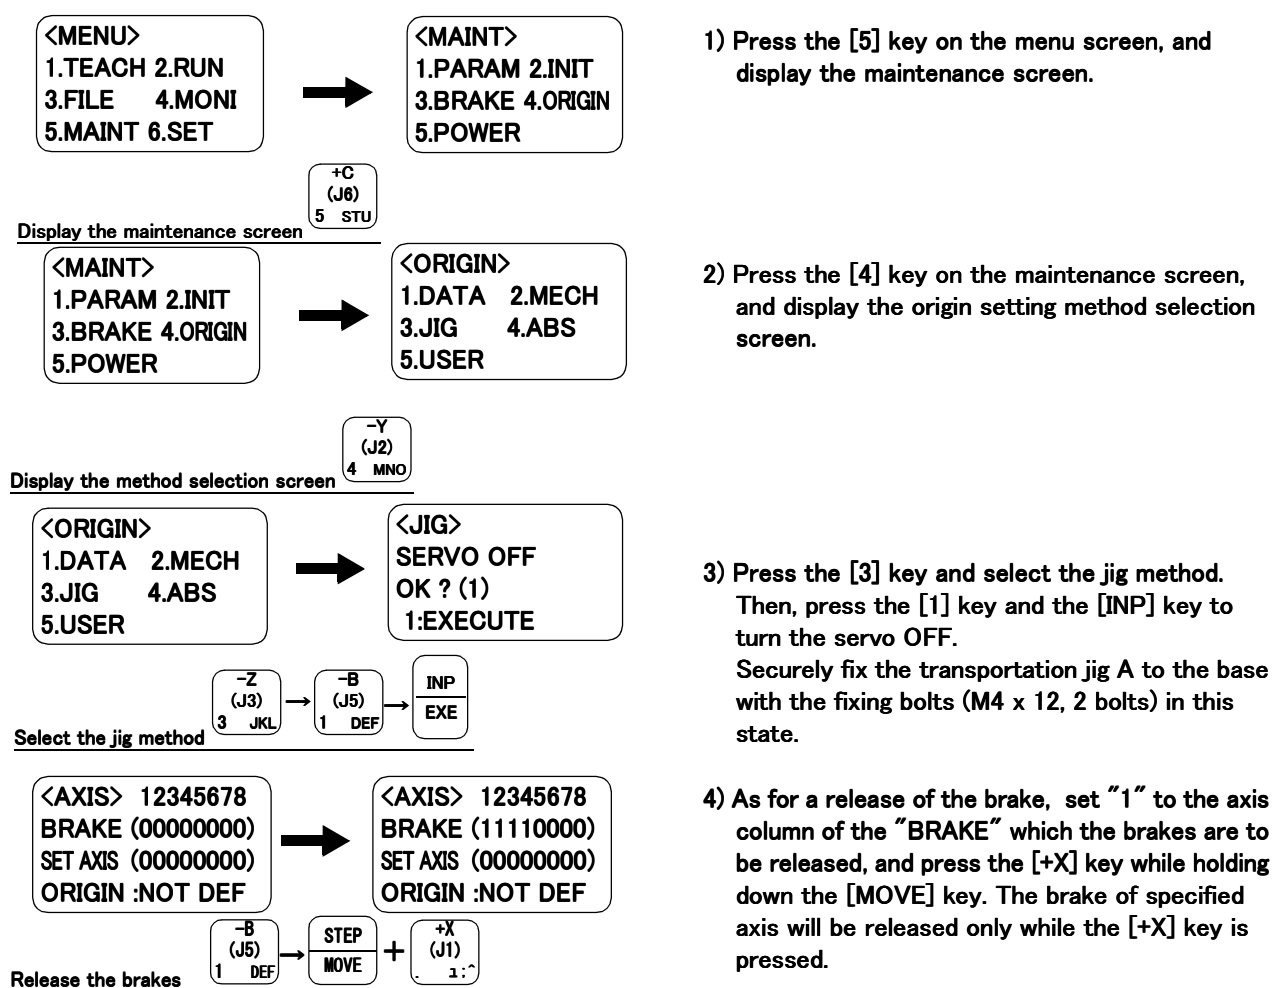 <MENU>
1.TEACH 2.RUN
3.FILE 4.MONI
5.MAINT 6.SET
<MAINT>
1.PARAM 2.INIT
3.BRAKE 4.ORIGIN
5.POWER
+C
(J6)
5 STU
Display the maintenance screen
1) Press the [5] key on the menu screen, and
display the maintenance screen.
<MAINT>
1.PARAM 2.INIT
3.BRAKE 4.ORIGIN
5.POWER
<ORIGIN>
1.DATA 2.MECH
3.JIG 4.ABS
5.USER
-Y
(J2)
4 MNO
Display the method selection screen
2) Press the [4] key on the maintenance screen,
and display the origin setting method selection
screen.
<ORIGIN>
1.DATA 2.MECH
3.JIG 4.ABS
5.USER
<JIG>
SERVO OFF
OK ? (1)
1:EXECUTE
-Z
(J3)
3 JKL
-B
(J5)
1 DEF
INP
EXE
Select the jig method
3) Press the [3] key and select the jig method.
Then, press the [1] key and the [INP] key to
turn the servo OFF.
Securely fix the transportation jig A to the base
with the fixing bolts (M4 x 12, 2 bolts) in this
state.
<AXIS> 12345678
BRAKE (00000000)
SET AXIS (00000000)
ORIGIN :NOT DEF
<AXIS> 12345678
BRAKE (11110000)
SET AXIS (00000000)
ORIGIN :NOT DEF
-B
(J5)
1 DEF
STEP
MOVE
+
+X
(J1)
Release the brakes
4) As for a release of the brake, set "1" to the axis
column of the "BRAKE" which the brakes are to
be released, and press the [+X] key while holding
down the [MOVE] key. The brake of specified
axis will be released only while the [+X] key is
pressed.